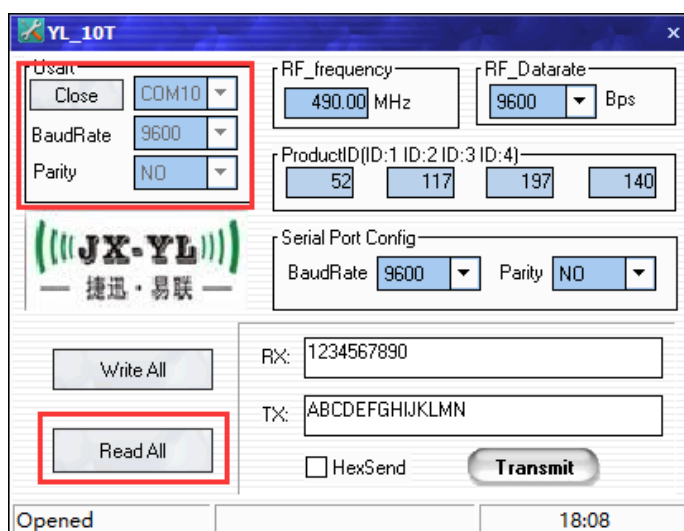 YL_10T
Usart
Close COM10
BaudRate 9600
Parity NO
RF_frequency
490.00 MHz
RF_Datarate
9600 Bps
ProductID(ID:1 ID:2 ID:3 ID:4)
52 117 197 140
JX-YL
捷迅·易联
Serial Port Config
BaudRate 9600 Parity NO
Write All
Read All
RX: 1234567890
TX: ABCDEFGHIJKLMN
HexSend Transmit
Opened 18:08